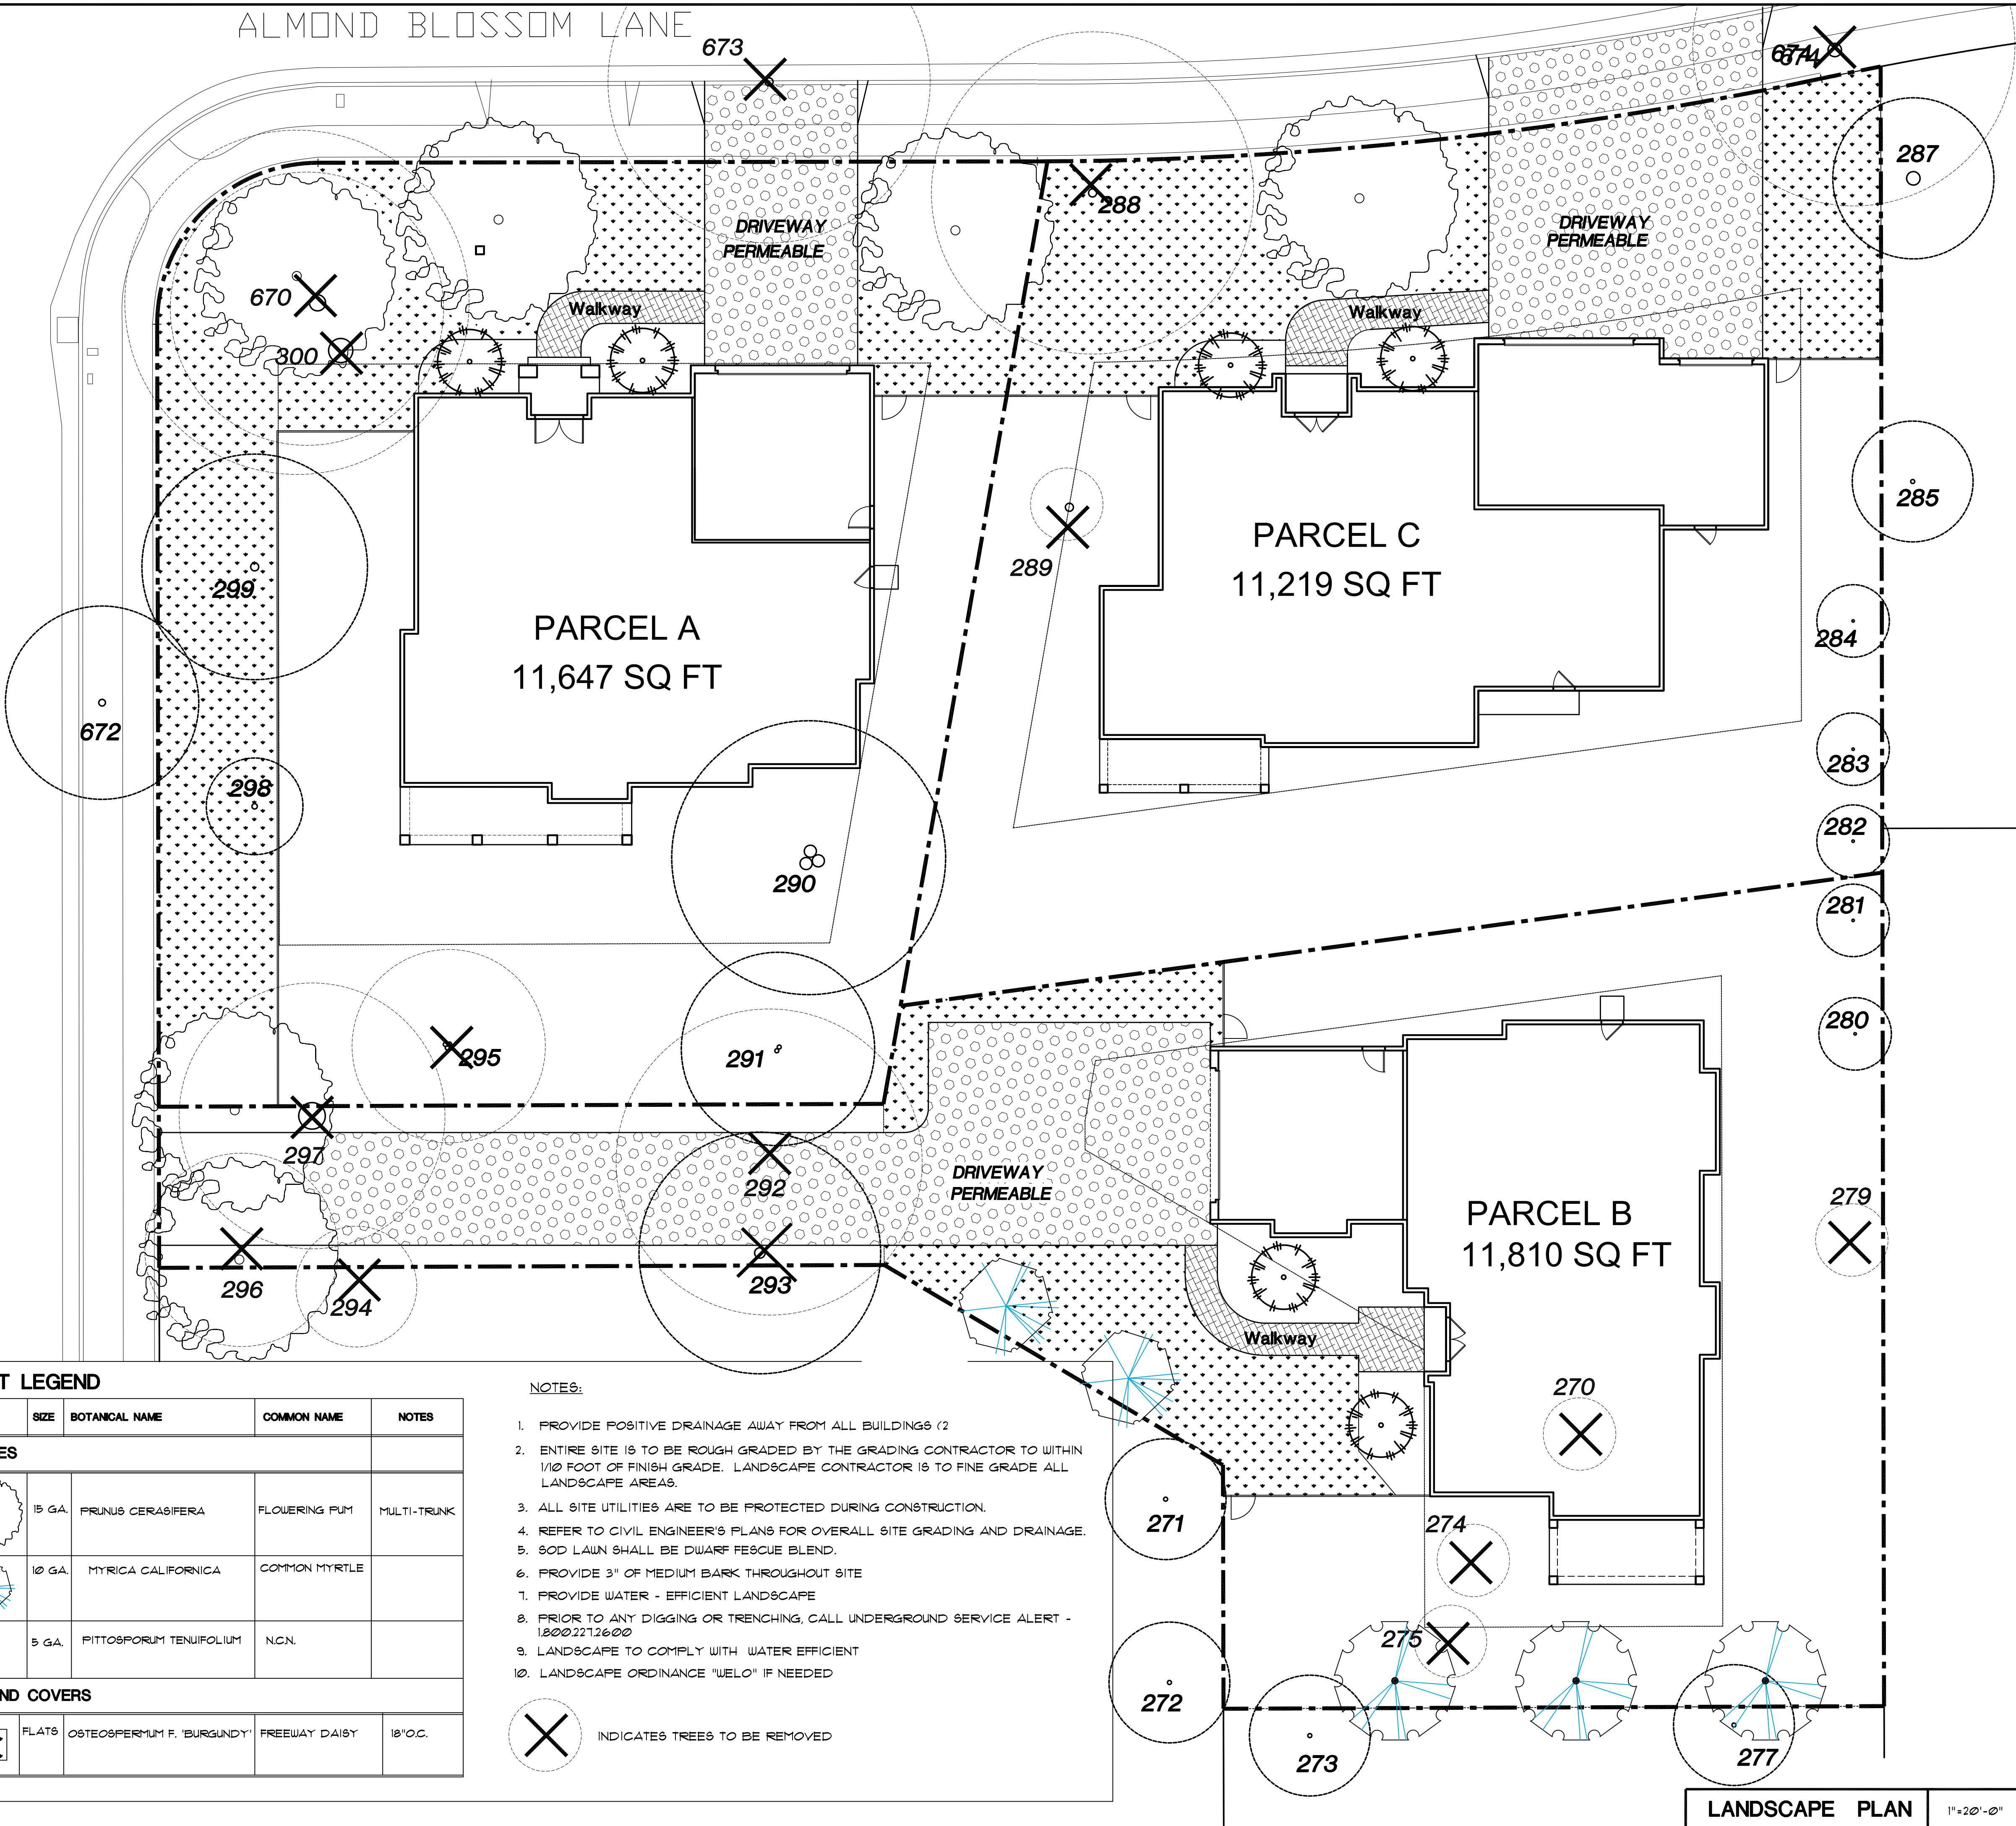 ALMOND BLOSSOM LANE
673
674
674
287
288
DRIVEWAY
PERMEABLE
DRIVEWAY
PERMEABLE
670
300
Walkway
Walkway
285
289
299
PARCEL C
11,219 SQ FT
PARCEL A
11,647 SQ FT
284
672
298
283
282
290
281
280
295
291
297
292
DRIVEWAY
PERMEABLE
279
PARCEL B
11,810 SQ FT
296
294
293
Walkway
270
271
274
275
272
273
277
T LEGEND
SIZE BOTANICAL NAME COMMON NAME NOTES
ES
15 GA. PRUNUS CERASIFERA FLOWERING PUM MULTI-TRUNK
10 GA. MYRICA CALIFORNICA COMMON MYRTLE
5 GA. PITTOSPORUM TENUIFOLIUM N.C.N.
ND COVERS
FLATS OSTEOSPERMUM F. 'BURGUNDY' FREEWAY DAISY 18"O.C.
NOTES:
1. PROVIDE POSITIVE DRAINAGE AWAY FROM ALL BUILDINGS (2
2. ENTIRE SITE IS TO BE ROUGH GRADED BY THE GRADING CONTRACTOR TO WITHIN
1/10 FOOT OF FINISH GRADE. LANDSCAPE CONTRACTOR IS TO FINE GRADE ALL
LANDSCAPE AREAS.
3. ALL SITE UTILITIES ARE TO BE PROTECTED DURING CONSTRUCTION.
4. REFER TO CIVIL ENGINEER'S PLANS FOR OVERALL SITE GRADING AND DRAINAGE.
5. SOD LAWN SHALL BE DWARF FESCUE BLEND.
6. PROVIDE 3" OF MEDIUM BARK THROUGHOUT SITE
7. PROVIDE WATER - EFFICIENT LANDSCAPE
8. PRIOR TO ANY DIGGING OR TRENCHING, CALL UNDERGROUND SERVICE ALERT -
1.800.227.2600
9. LANDSCAPE TO COMPLY WITH WATER EFFICIENT
10. LANDSCAPE ORDINANCE "WELO" IF NEEDED
INDICATES TREES TO BE REMOVED
LANDSCAPE PLAN 1"=20'-0"